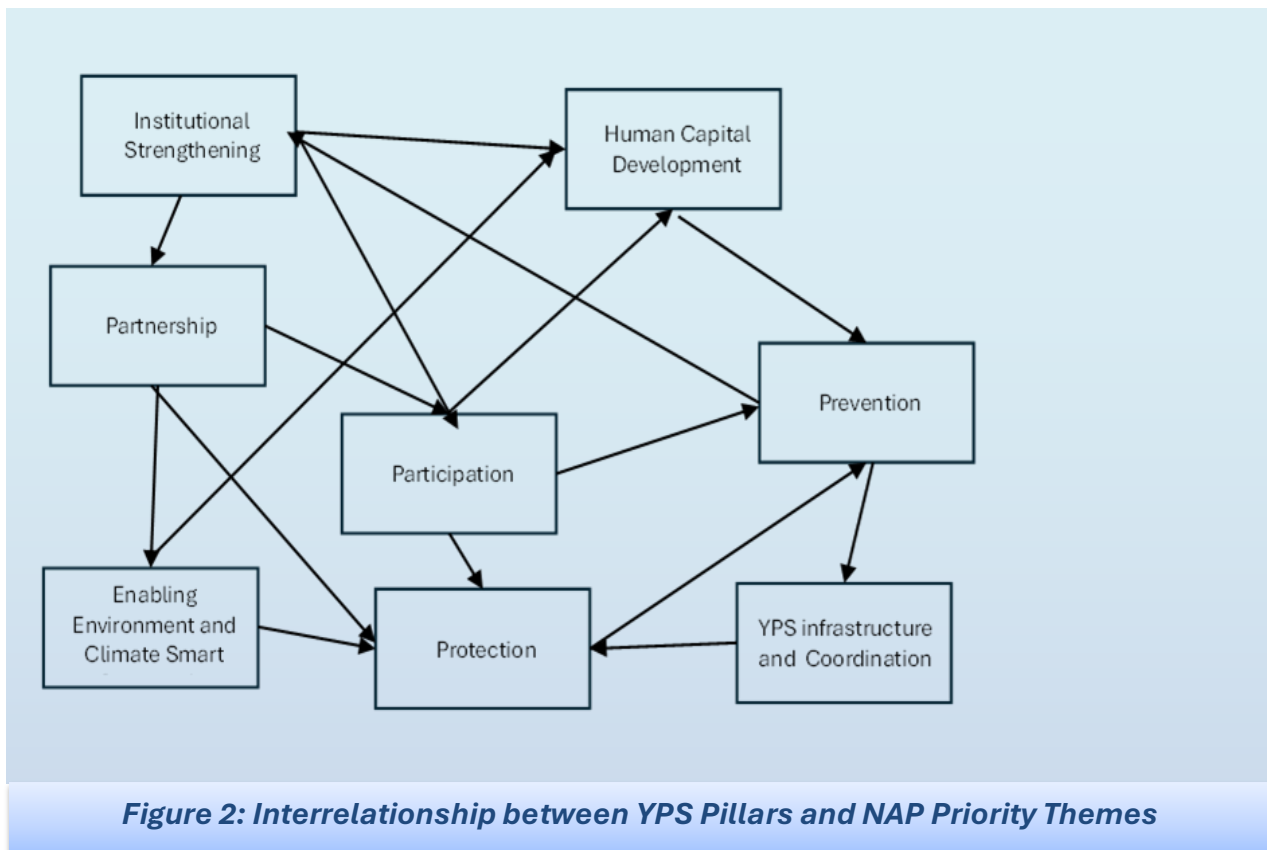 Institutional
Strengthening
Human Capital
Development
Partnership
Prevention
Participation
Enabling
Environment and
Climate Smart
Protection
YPS infrastructure
and Coordination
Figure 2: Interrelationship between YPS Pillars and NAP Priority Themes